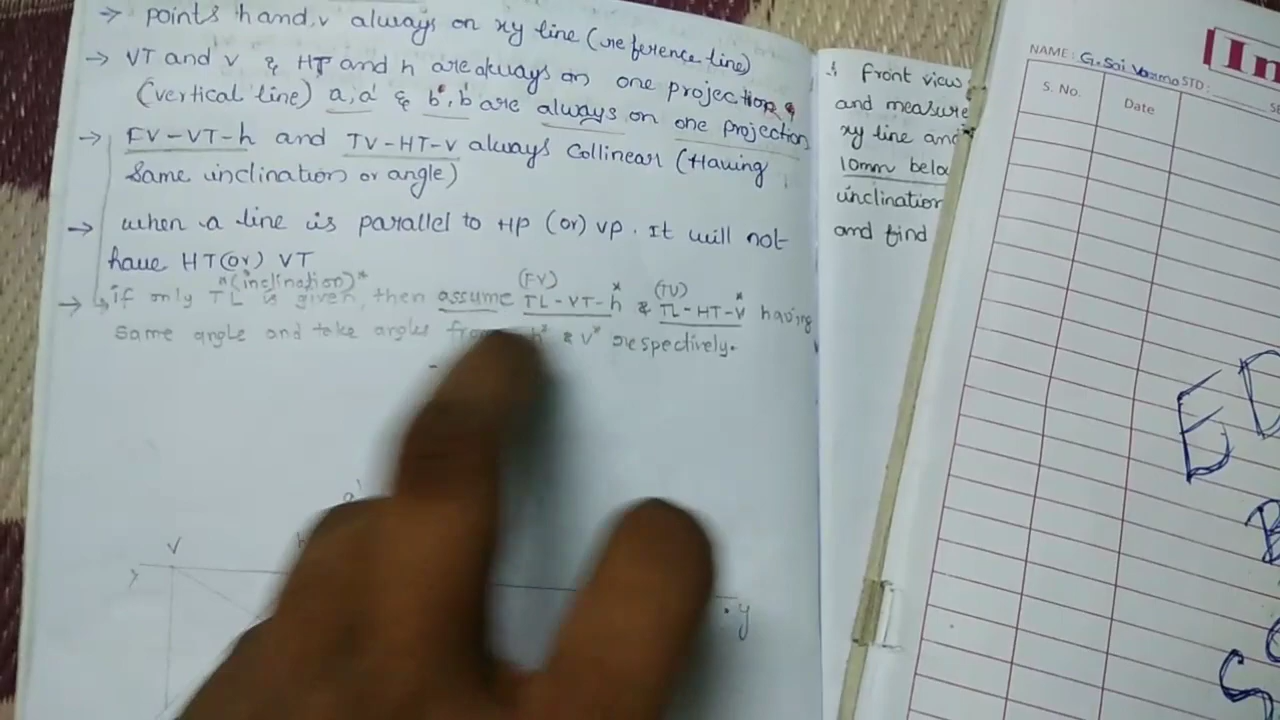 → points h and v always on xy line (reference line)
→ VT and v & HT and h are always on one projection
(vertical line) a, a' & b', b are always on one projection
→ FV-VT-h and TV-HT-V always collinear (Having
same inclination or angle)
→ when a line is parallel to HP (or) VP. It will not
have HT (or) VT
(inclination)* (FV) (TV)
→ if only TL is given, then assume TL-VT-h* & TL-HT-v* having
same angle and take angles from h* & v* respectively.
a'
h
V
y
front view,
and measure
xy line and
10mm belo
inclination
and find
NAME: G. Sai Varma STD:
In
S. No.
Date
E D
B
S